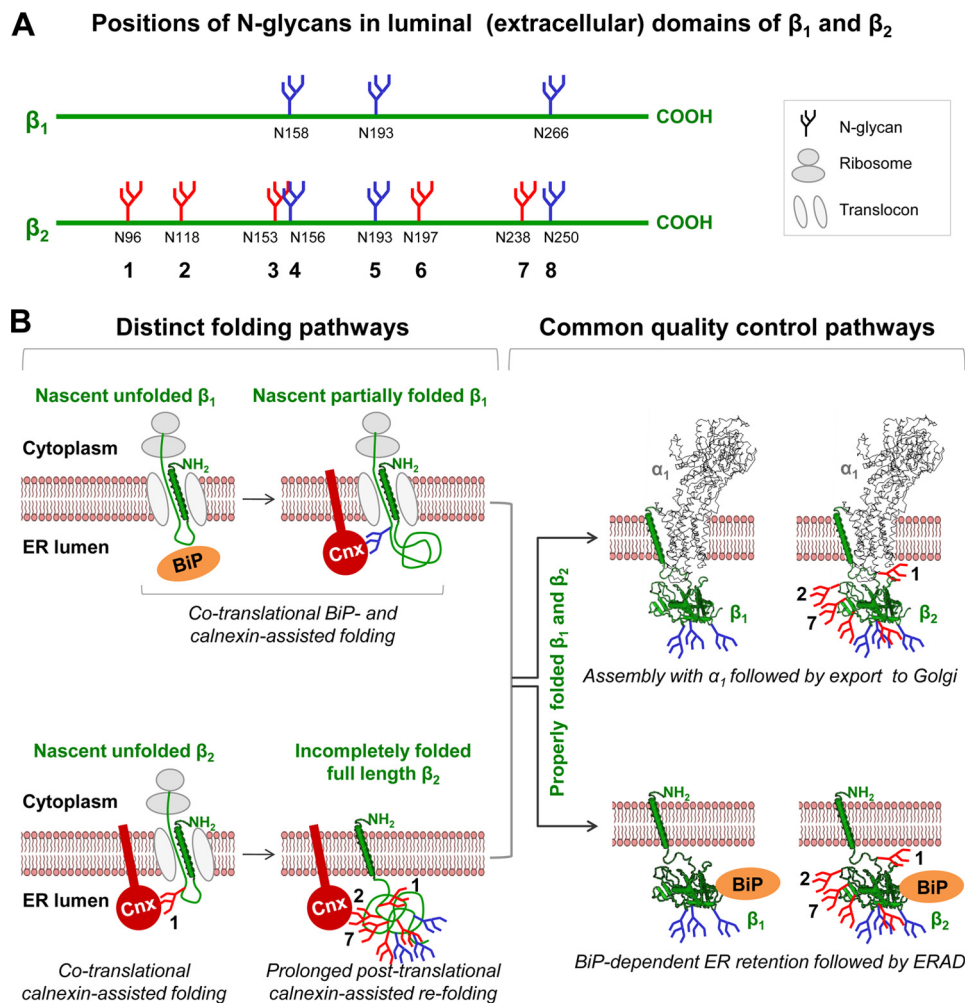 A Positions of N-glycans in luminal (extracellular) domains of β1 and β2
β1 COOH
N158 N193 N266
β2 COOH
N96 N118 N153 N156 N193 N197 N238 N250
1 2 3 4 5 6 7 8
N-glycan
Ribosome
Translocon
B Distinct folding pathways
Common quality control pathways
Nascent unfolded β1
Nascent partially folded β1
Cytoplasm
NH2
NH2
ER lumen
BiP
Cnx
Co-translational BiP- and
calnexin-assisted folding
Nascent unfolded β2
Incompletely folded
full length β2
Cytoplasm
NH2
NH2
ER lumen
Cnx
1
Cnx
1
2
7
Co-translational
calnexin-assisted folding
Prolonged post-translational
calnexin-assisted re-folding
Properly folded β1 and β2
α1
α1
1
2
7
β1
β2
Assembly with α1 followed by export to Golgi
NH2
NH2
1
2
7
BiP
BiP
β1
β2
BiP-dependent ER retention followed by ERAD